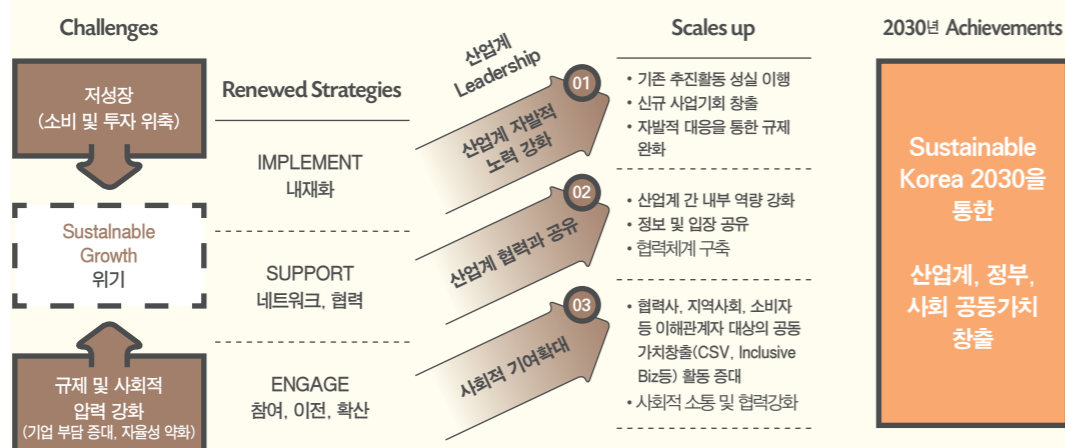 Challenges
저성장
(소비 및 투자 위축)
Sustalnable
Growth
위기
규제 및 사회적
압력 강화
(기업 부담 증대, 자율성 약화)
Renewed Strategies
IMPLEMENT
내재화
SUPPORT
네트워크, 협력
ENGAGE
참여, 이전, 확산
산업계
Leadership
01
산업계 자발적
노력 강화
02
산업계 협력과 공유
03
사회적 기여확대
Scales up
• 기존 추진활동 성실 이행
• 신규 사업기회 창출
• 자발적 대응을 통한 규제
완화
• 산업계 간 내부 역량 강화
• 정보 및 입장 공유
• 협력체계 구축
• 협력사, 지역사회, 소비자
등 이해관계자 대상의 공동
가치창출(CSV, Inclusive
Biz등) 활동 증대
• 사회적 소통 및 협력강화
2030년 Achievements
Sustainable
Korea 2030을
통한
산업계, 정부,
사회 공동가치
창출